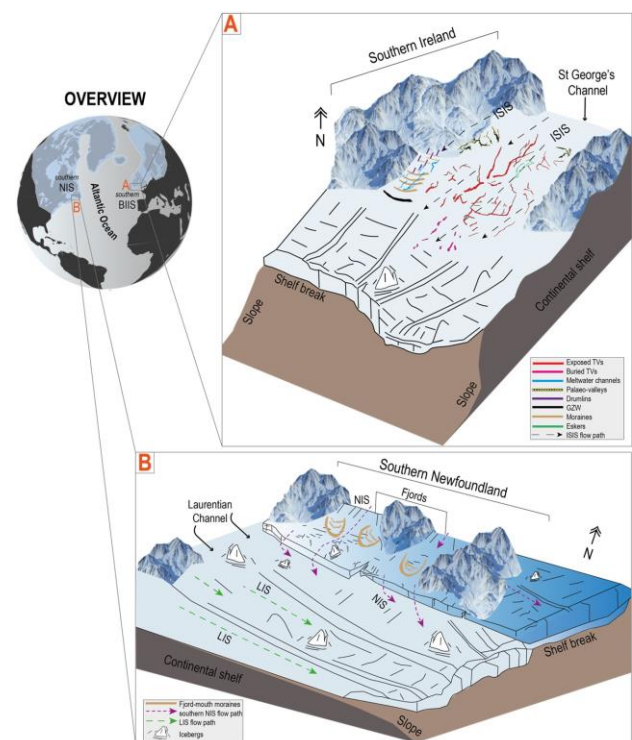 A
Southern Ireland
St George's
Channel
N
ISIS
ISIS
OVERVIEW
southern
NIS
B
Atlantic Ocean
A
southern
BIIS
Shelf break
Slope
Slope
Continental shelf
Exposed TVs
Buried TVs
Meltwater channels
Palaeo-valleys
Drumlins
GZW
Moraines
Eskers
ISIS flow path
B
Southern Newfoundland
NIS
Fjords
Laurentian
Channel
N
LIS
LIS
NIS
Shelf break
Continental shelf
Slope
Fjord-mouth moraines
southern NIS flow path
LIS flow path
Icebergs